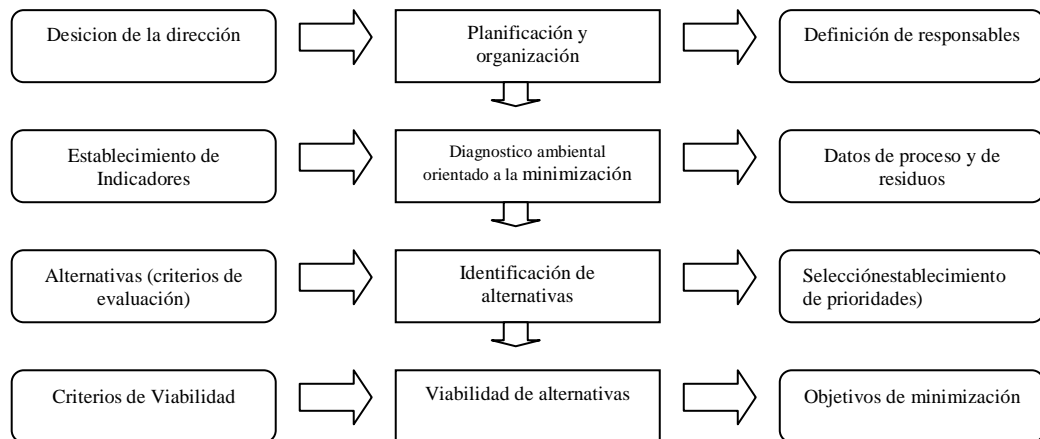 Desicion de la dirección
Planificación y
organización
Definición de responsables
Establecimiento de
Indicadores
Diagnostico ambiental
orientado a la minimización
Datos de proceso y de
residuos
Alternativas (criterios de
evaluación)
Identificación de
alternativas
Selecciónestablecimiento
de prioridades)
Criterios de Viabilidad
Viabilidad de alternativas
Objetivos de minimización